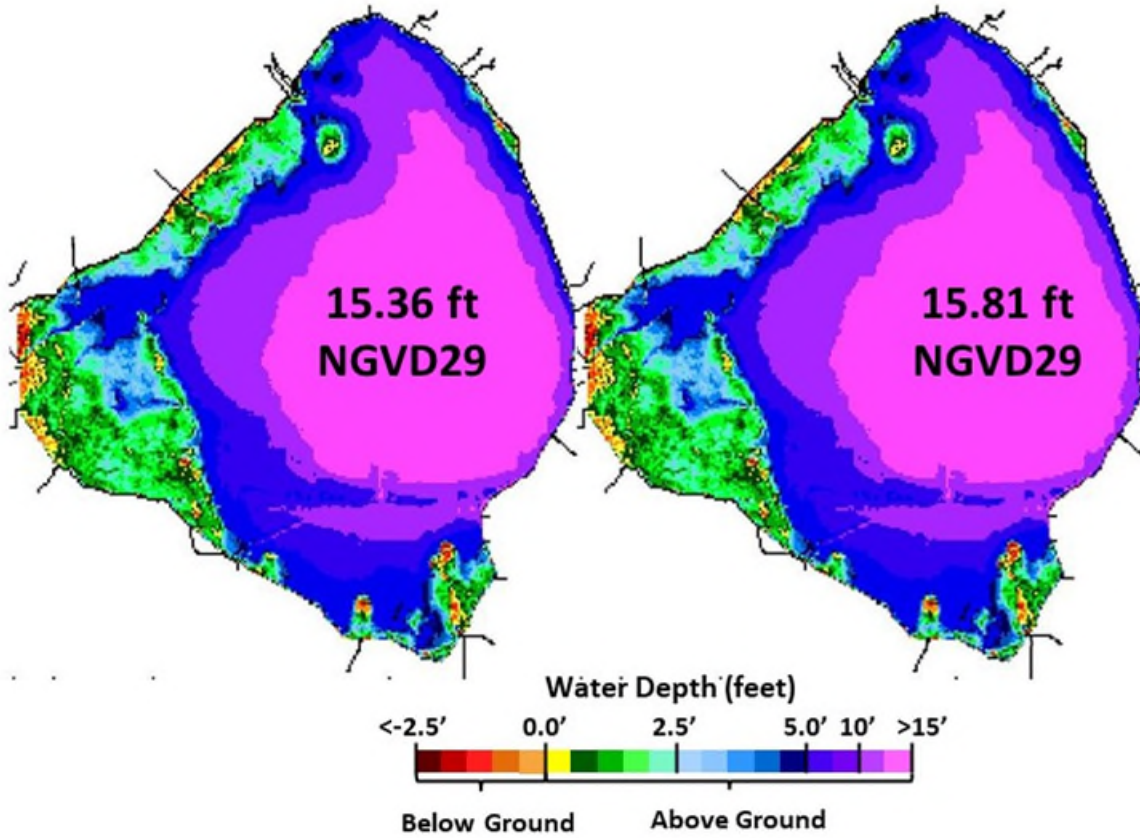 15.36 ft
NGVD29
15.81 ft
NGVD29
Water Depth (feet)
<-2.5’ 0.0’ 2.5’ 5.0’ 10’ >15’
Below Ground Above Ground